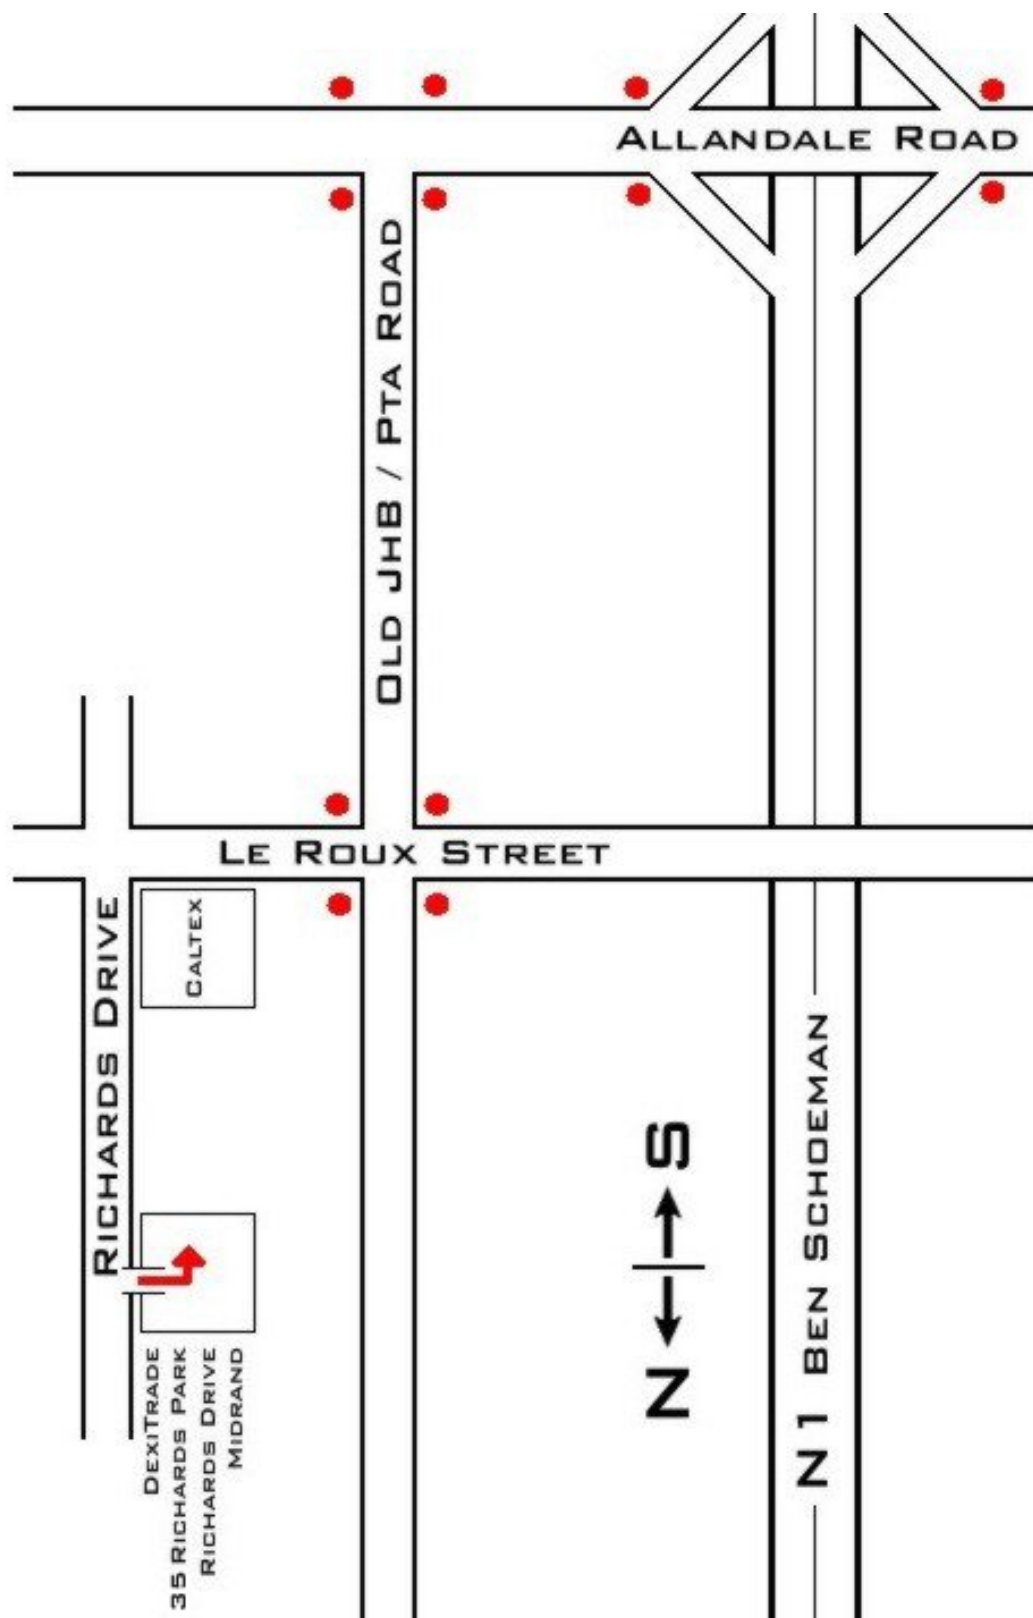 ALLANDALE ROAD
OLD JHB / PTA ROAD
LE ROUX STREET
CALTEX
RICHARDS DRIVE
S
N
N 1 BEN SCHOEMAN
DEXITRADE
35 RICHARDS PARK
RICHARDS DRIVE
MIDRAND